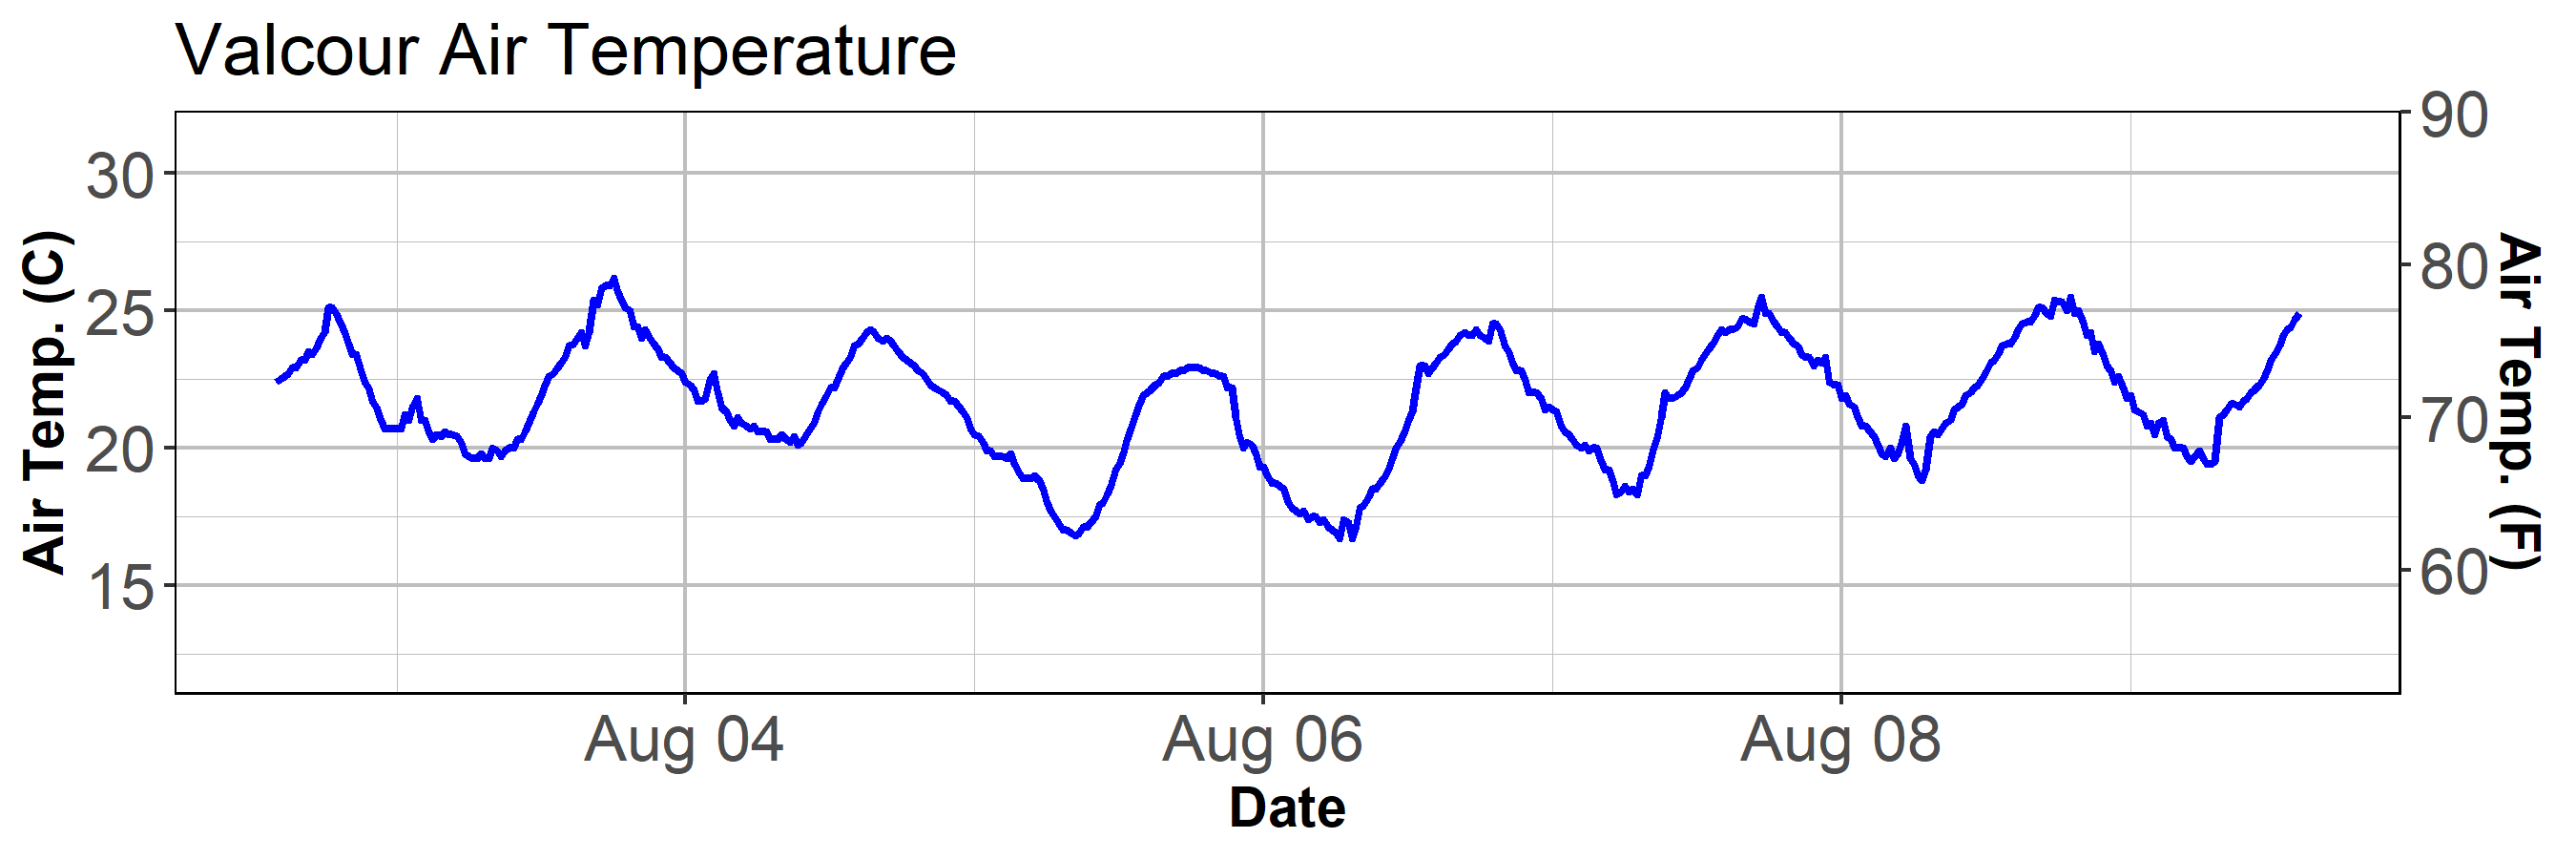 Valcour Air Temperature
Air Temp. (C)
30
25
20
15
90
80
70
60
Air Temp. (F)
Aug 04
Aug 06
Aug 08
Date